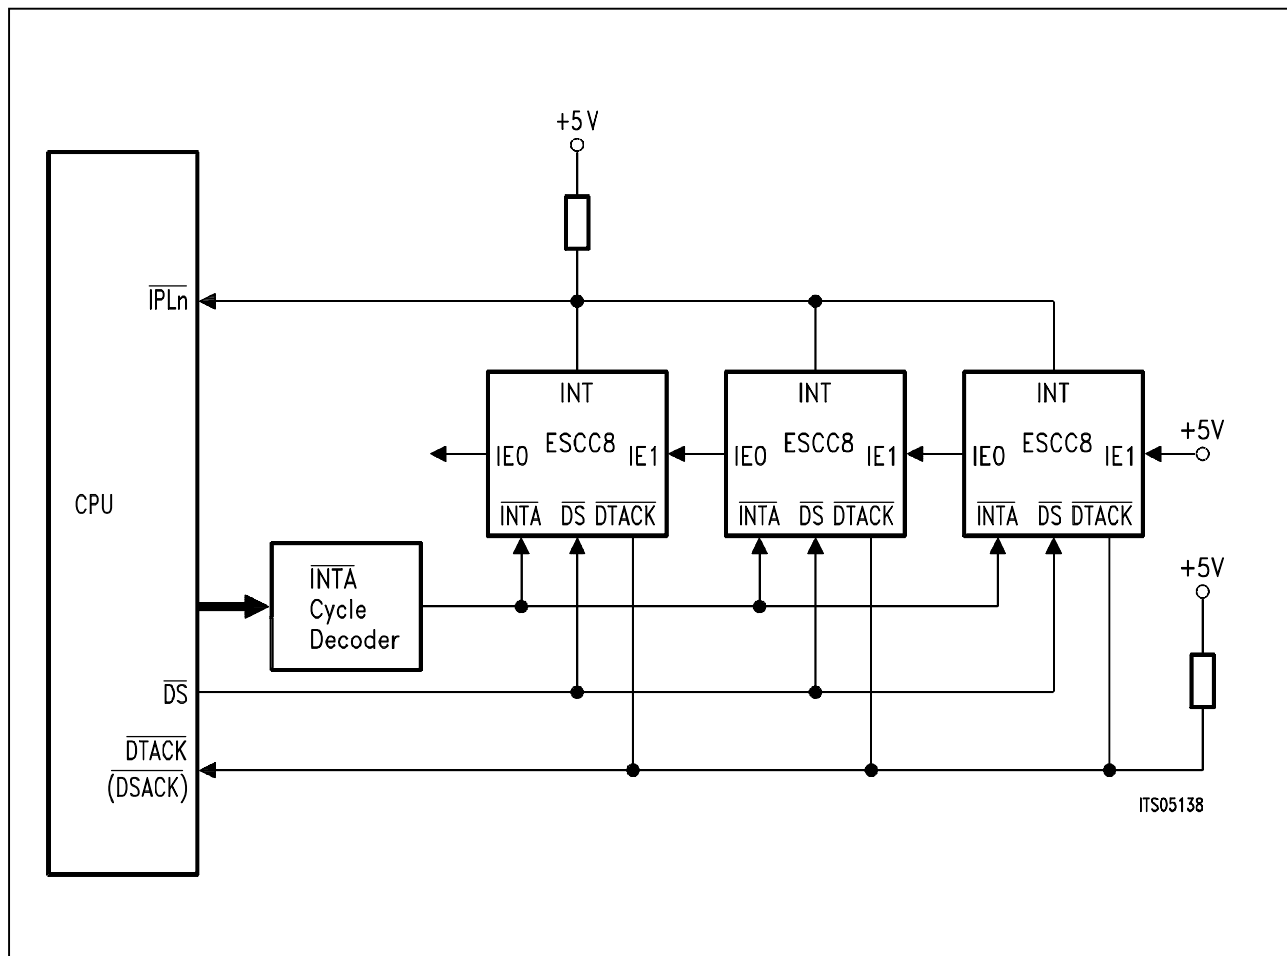 +5V
IPLn
INT
INT
INT
ESCC8
ESCC8
ESCC8
+5V
IE0
IE1
IE0
IE1
IE0
IE1
CPU
INTA DS DTACK
INTA DS DTACK
INTA DS DTACK
INTA
Cycle
Decoder
+5V
DS
DTACK
(DSACK)
ITS05138